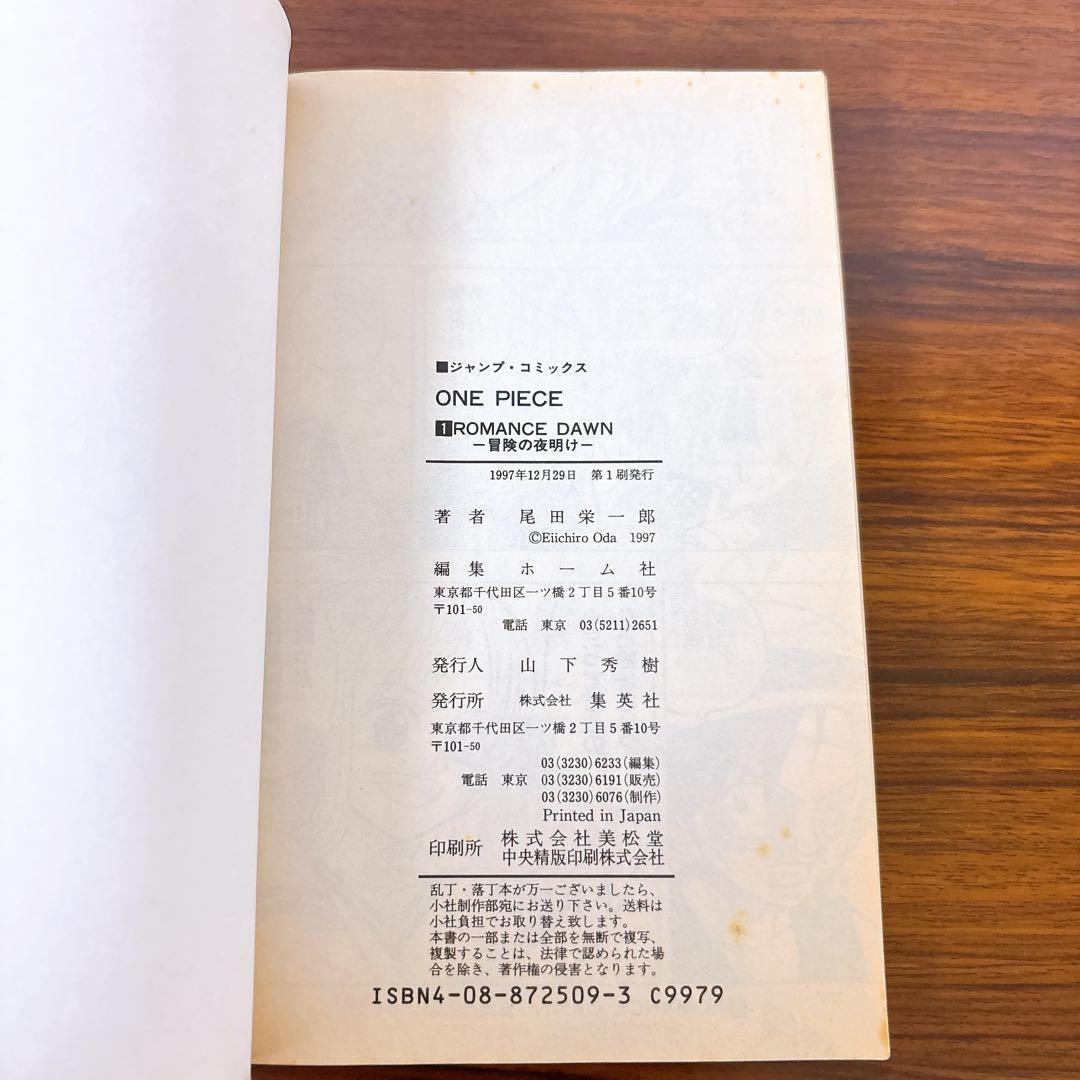 ■ジャンプ・コミックス
ONE PIECE
1 ROMANCE DAWN
―冒険の夜明け―
1997年12月29日 第1刷発行
著者 尾田栄一郎
©Eiichiro Oda 1997
編集 ホーム社
東京都千代田区一ツ橋2丁目5番10号
〒101-50
電話 東京 03(5211)2651
発行人 山下秀樹
発行所 株式会社 集英社
東京都千代田区一ツ橋2丁目5番10号
〒101-50
03(3230)6233(編集)
電話 東京 03(3230)6191(販売)
03(3230)6076(制作)
Printed in Japan
印刷所 株式会社美松堂
中央精版印刷株式会社
乱丁・落丁本が万一ございましたら、
小社制作部宛にお送り下さい。送料は
小社負担でお取り替え致します。
本書の一部または全部を無断で複写、
複製することは、法律で認められた場
合を除き、著作権の侵害となります。
ISBN4-08-872509-3 C9979